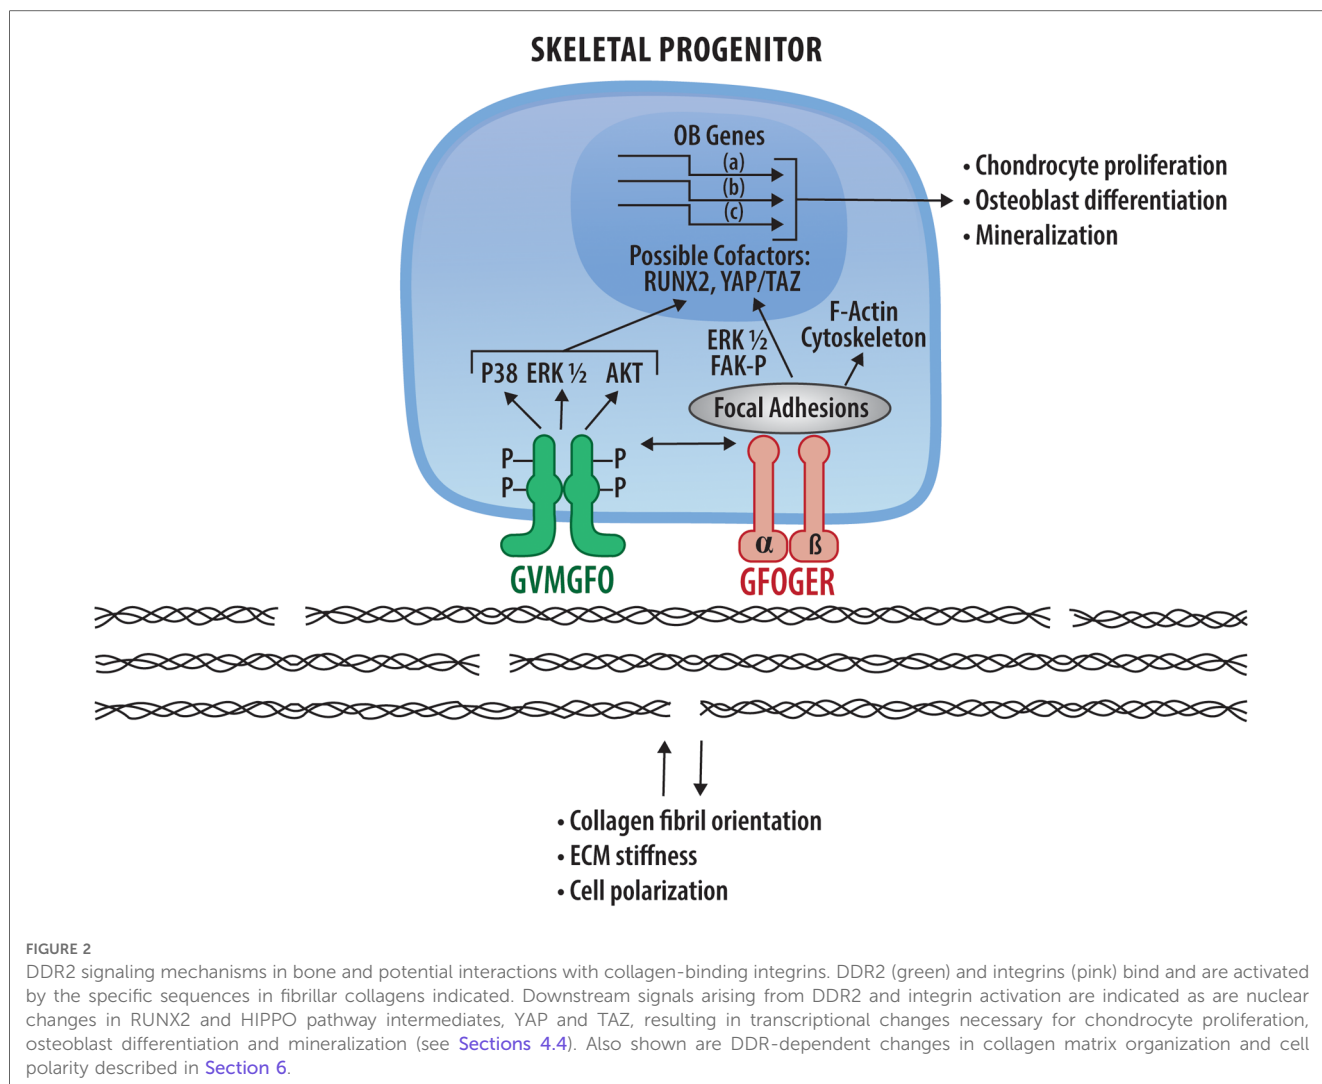 SKELETAL PROGENITOR
OB Genes
(a)
(b)
(c)
• Chondrocyte proliferation
• Osteoblast differentiation
• Mineralization
Possible Cofactors:
RUNX2, YAP/TAZ
F-Actin
Cytoskeleton
ERK ½
FAK-P
P38 ERK ½ AKT
Focal Adhesions
P P
P P
α ß
GVMGFO
GFOGER
• Collagen fibril orientation
• ECM stiffness
• Cell polarization
FIGURE 2
DDR2 signaling mechanisms in bone and potential interactions with collagen-binding integrins. DDR2 (green) and integrins (pink) bind and are activated
by the specific sequences in fibrillar collagens indicated. Downstream signals arising from DDR2 and integrin activation are indicated as are nuclear
changes in RUNX2 and HIPPO pathway intermediates, YAP and TAZ, resulting in transcriptional changes necessary for chondrocyte proliferation,
osteoblast differentiation and mineralization (see Sections 4.4). Also shown are DDR-dependent changes in collagen matrix organization and cell
polarity described in Section 6.